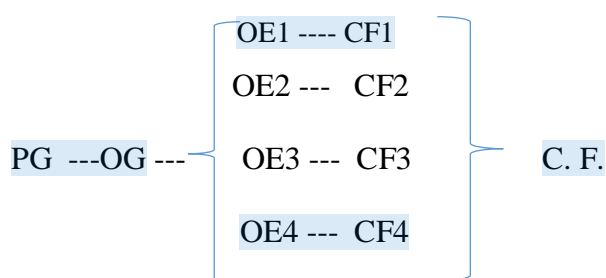 OE1 ---- CF1
OE2 --- CF2
PG ---OG --- OE3 --- CF3 C. F.
OE4 --- CF4